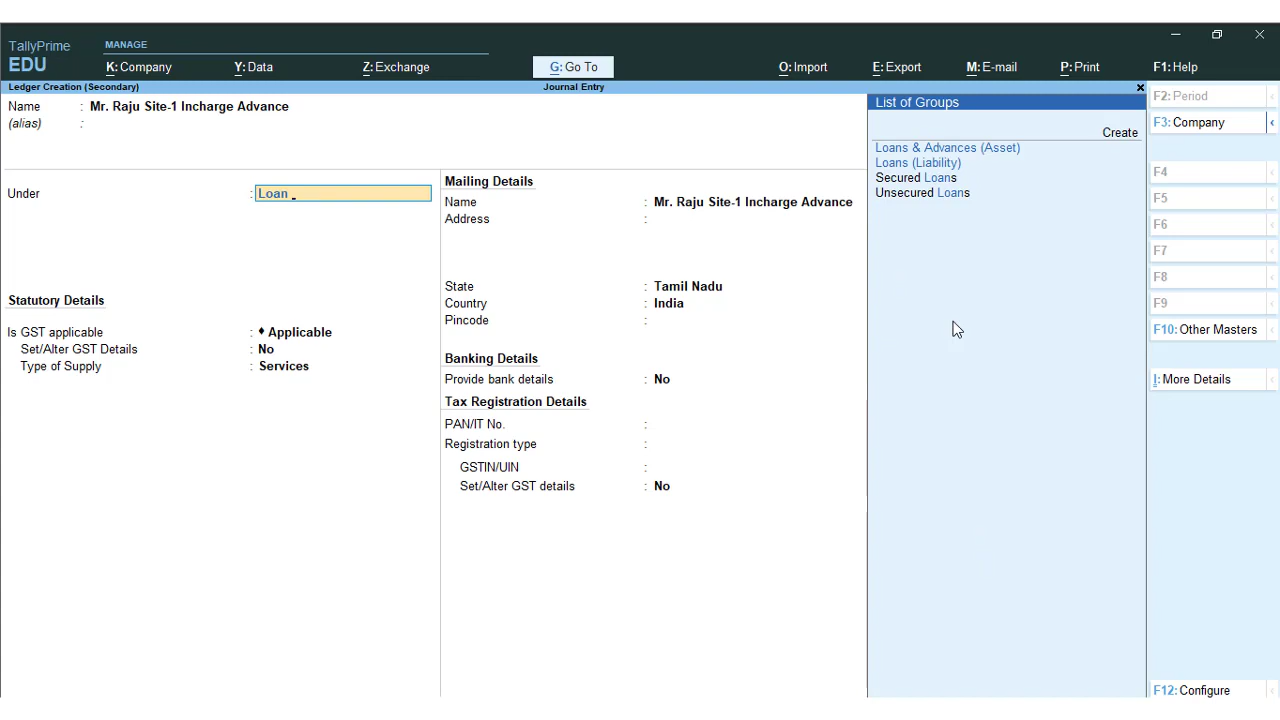 TallyPrime
EDU
MANAGE
K: Company
Y: Data
Z: Exchange
G: Go To
O: Import
E: Export
M: E-mail
P: Print
F1: Help
Ledger Creation (Secondary)
Journal Entry
Name : Mr. Raju Site-1 Incharge Advance
(alias) :
Under : Loan
Statutory Details
Is GST applicable : ♦ Applicable
Set/Alter GST Details : No
Type of Supply : Services
Mailing Details
Name : Mr. Raju Site-1 Incharge Advance
Address :
State : Tamil Nadu
Country : India
Pincode :
Banking Details
Provide bank details : No
Tax Registration Details
PAN/IT No. :
Registration type :
GSTIN/UIN :
Set/Alter GST details : No
List of Groups
Create
Loans & Advances (Asset)
Loans (Liability)
Secured Loans
Unsecured Loans
F2: Period
F3: Company
F4
F5
F6
F7
F8
F9
F10: Other Masters
I: More Details
F12: Configure